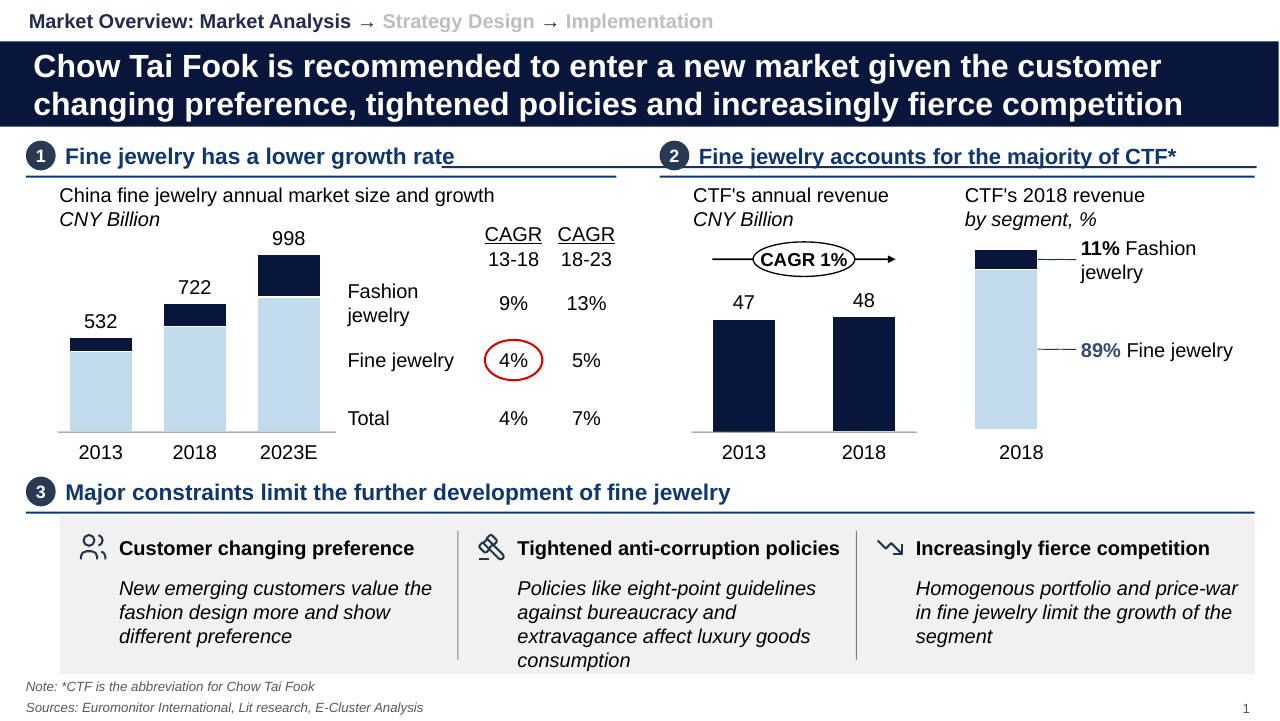 Market Overview: Market Analysis → Strategy Design → Implementation
Chow Tai Fook is recommended to enter a new market given the customer
changing preference, tightened policies and increasingly fierce competition
1 Fine jewelry has a lower growth rate
China fine jewelry annual market size and growth
CNY Billion
532
722
998
2013
2018
2023E
CAGR CAGR
13-18 18-23
Fashion
jewelry
9% 13%
Fine jewelry 4% 5%
Total 4% 7%
2 Fine jewelry accounts for the majority of CTF*
CTF's annual revenue
CNY Billion
CAGR 1%
47
48
2013
2018
CTF's 2018 revenue
by segment, %
11% Fashion
jewelry
89% Fine jewelry
2018
3 Major constraints limit the further development of fine jewelry
Customer changing preference
New emerging customers value the
fashion design more and show
different preference
Tightened anti-corruption policies
Policies like eight-point guidelines
against bureaucracy and
extravagance affect luxury goods
consumption
Increasingly fierce competition
Homogenous portfolio and price-war
in fine jewelry limit the growth of the
segment
Note: *CTF is the abbreviation for Chow Tai Fook
Sources: Euromonitor International, Lit research, E-Cluster Analysis
1